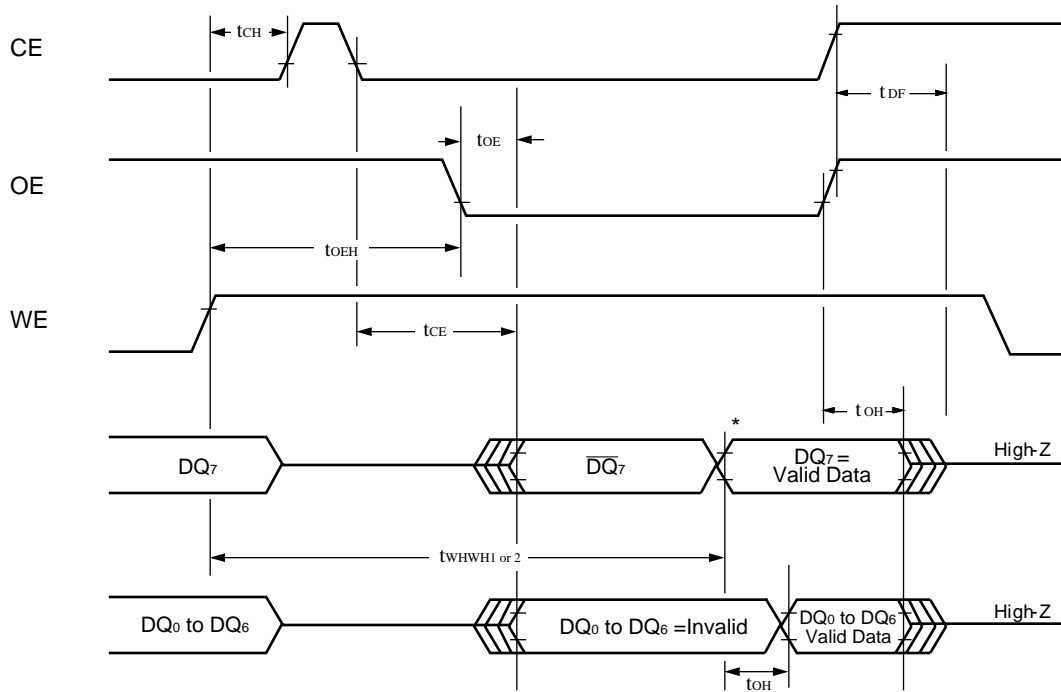 CE
tCH
tDF
tOE
OE
tOEH
WE
tCE
tOH
*
DQ7
D̅Q̅7
DQ7 =
Valid Data
High-Z
tWHWH1 or 2
DQ0 to DQ6
DQ0 to DQ6 =Invalid
DQ0 to DQ6
Valid Data
High-Z
tOH